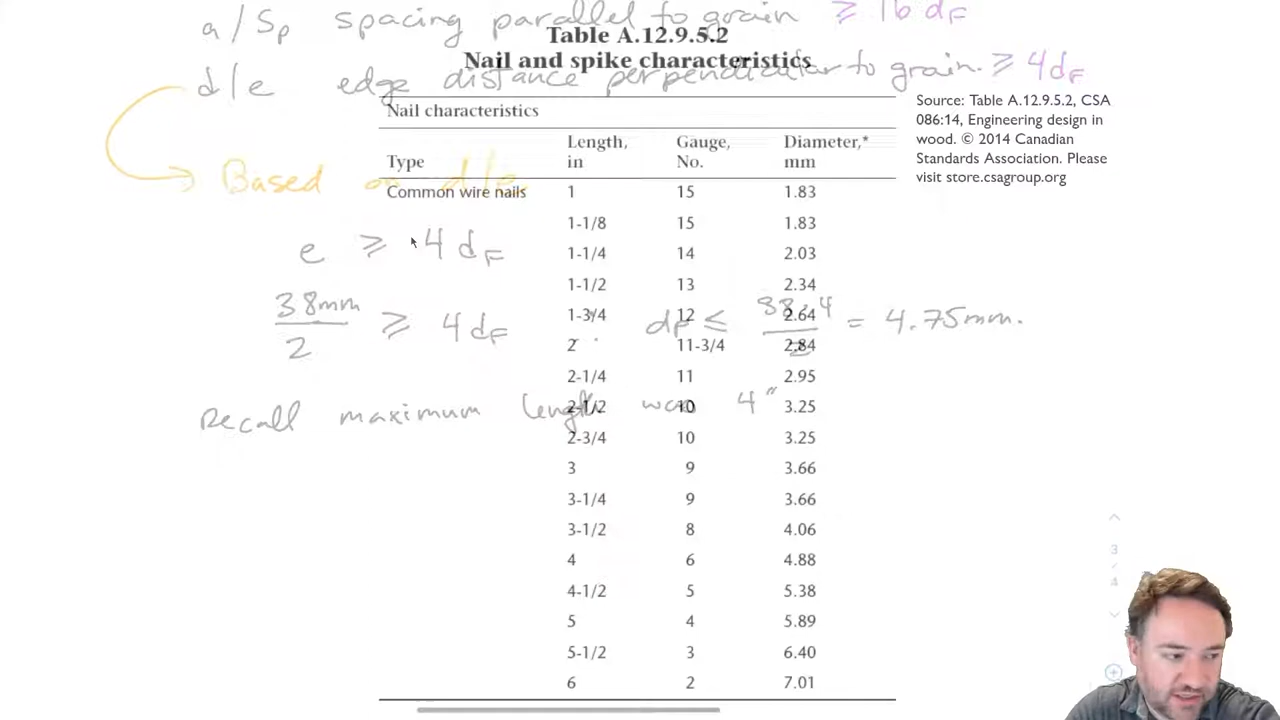 a/Sp spacing parallel to grain ≥ 16 dF
Table A.12.9.5.2
Nail and spike characteristics
d/e edge distance perpendicular to grain. ≥ 4dF
Source: Table A.12.9.5.2, CSA
086:14, Engineering design in
wood. © 2014 Canadian
Standards Association. Please
visit store.csagroup.org
Nail characteristics
Type Length, in Gauge, No. Diameter,* mm
Based on d/e
Common wire nails 1 15 1.83
1-1/8 15 1.83
e ≥ 4 dF
1-1/4 14 2.03
1-1/2 13 2.34
38mm/2 ≥ 4 dF
dF ≤ = 4.75mm.
1-3/4 12 2.64
2 11-3/4 2.84
2-1/4 11 2.95
Recall maximum length was 4"
2-1/2 10 3.25
2-3/4 10 3.25
3 9 3.66
3-1/4 9 3.66
3-1/2 8 4.06
4 6 4.88
4-1/2 5 5.38
5 4 5.89
5-1/2 3 6.40
6 2 7.01
3
/
4